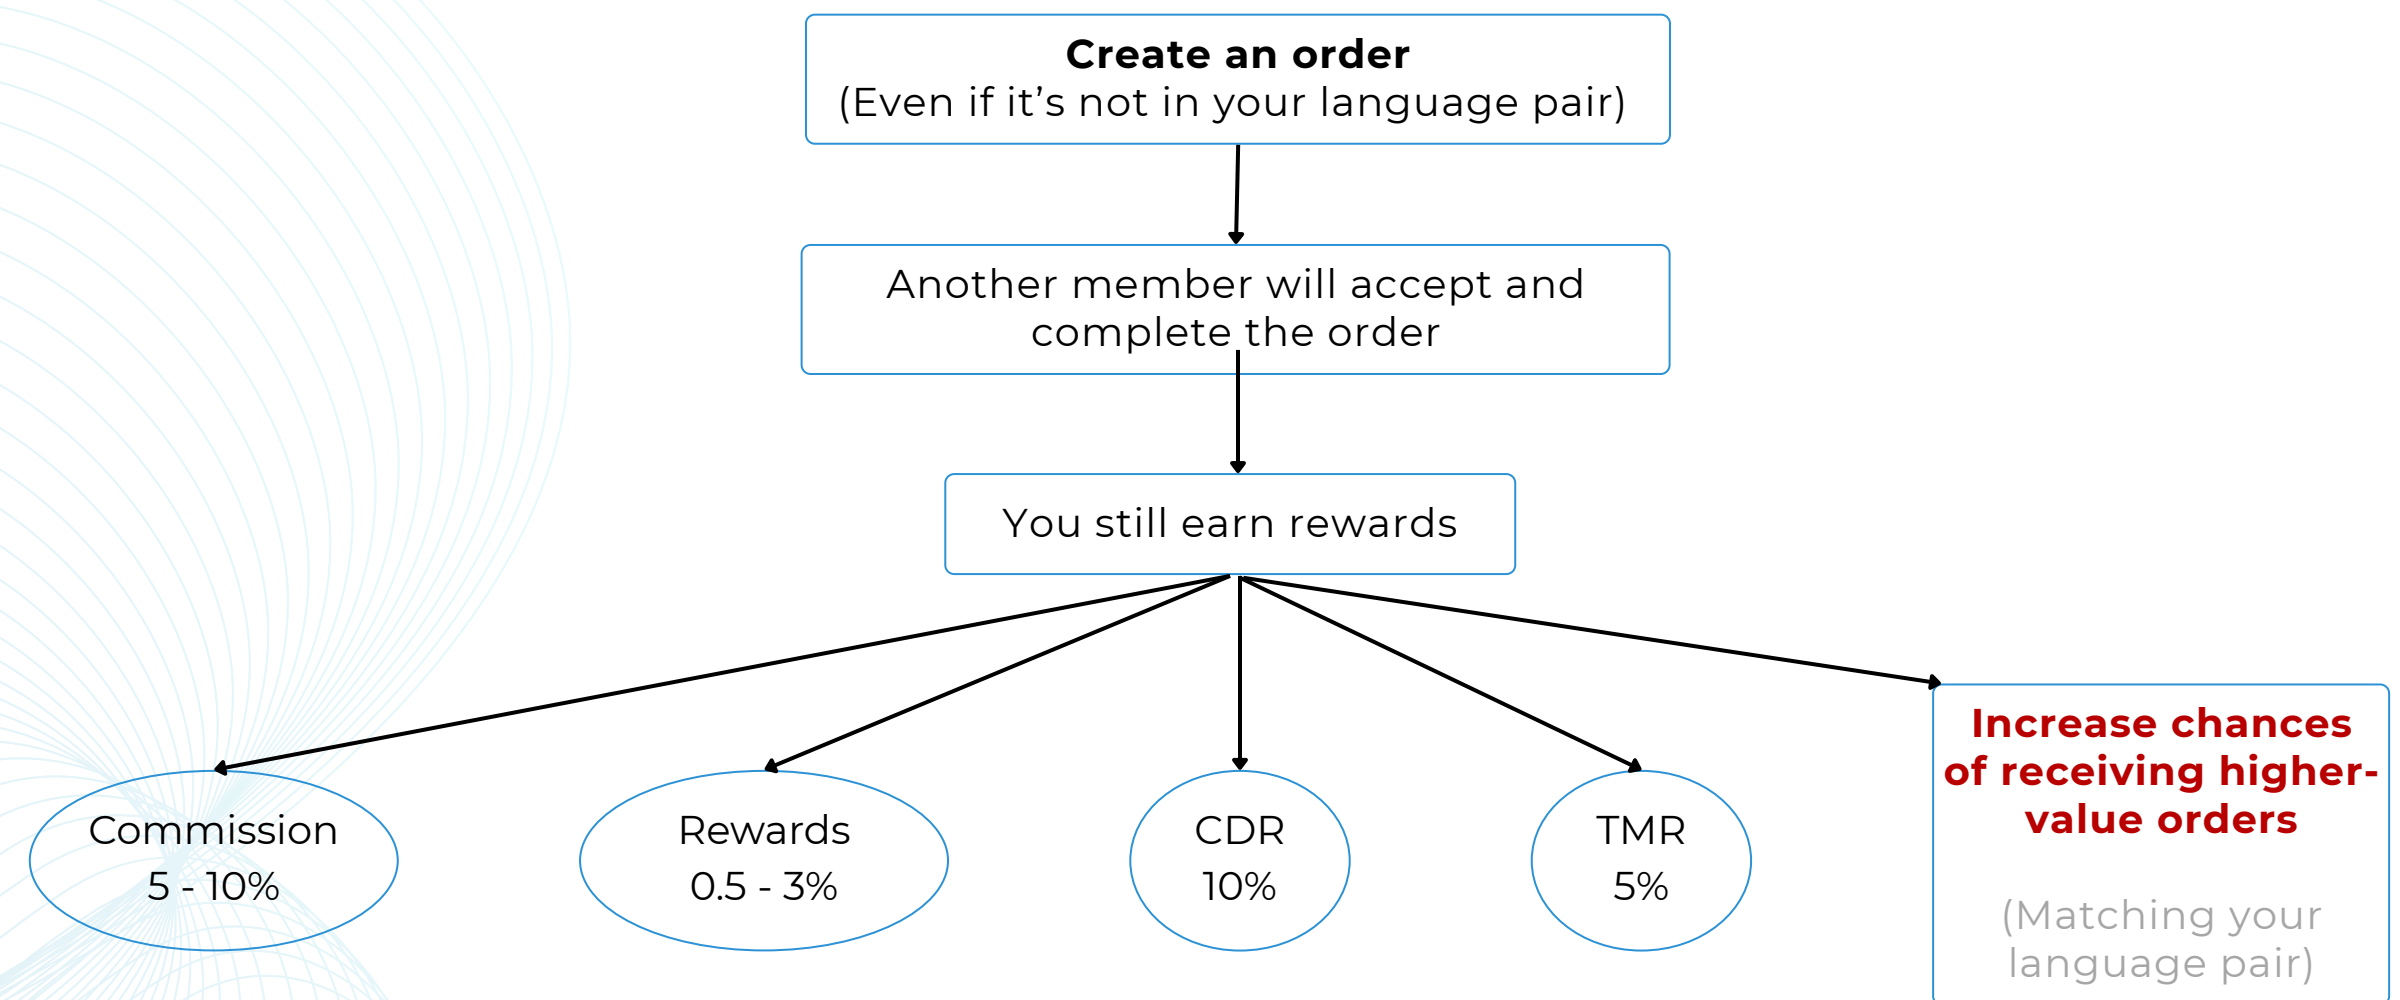 Create an order
(Even if it’s not in your language pair)
Another member will accept and
complete the order
You still earn rewards
Commission
5 - 10%
Rewards
0.5 - 3%
CDR
10%
TMR
5%
Increase chances
of receiving higher-
value orders
(Matching your
language pair)